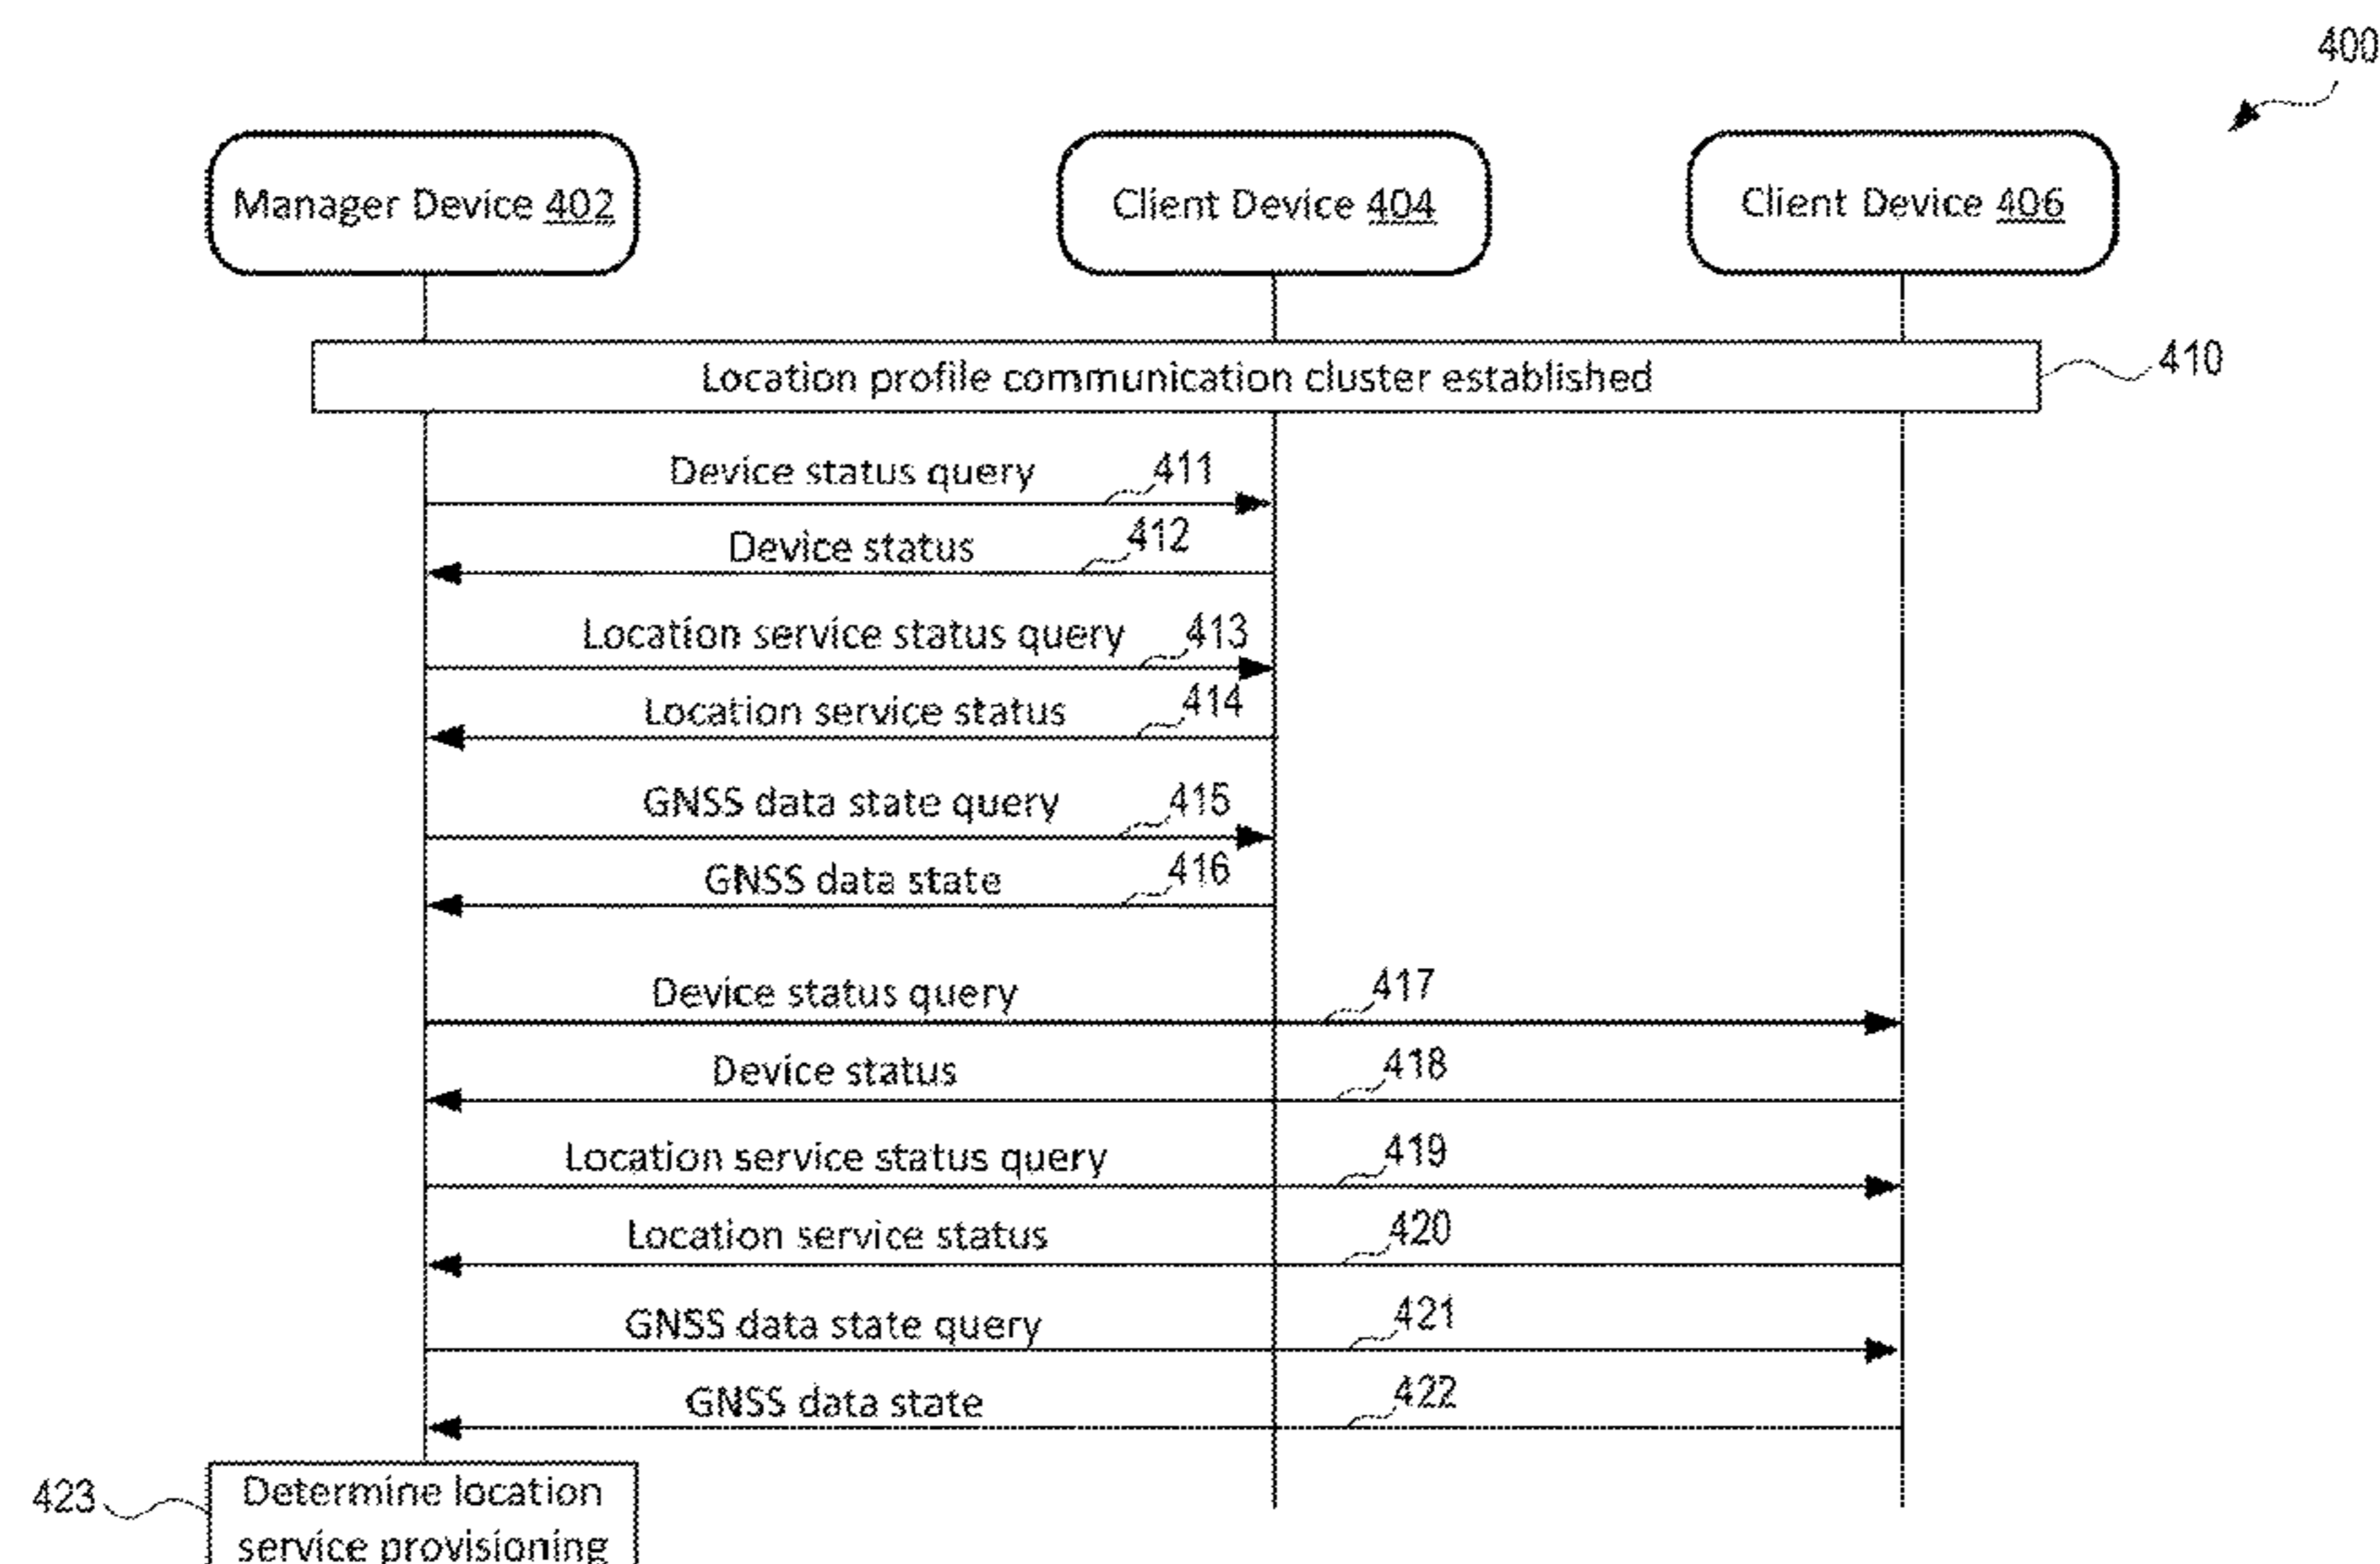 400
Manager Device 402
Client Device 404
Client Device 406
Location profile communication cluster established
410
Device status query
411
Device status
412
Location service status query
413
Location service status
414
GNSS data state query
415
GNSS data state
416
Device status query
417
Device status
418
Location service status query
419
Location service status
420
GNSS data state query
421
GNSS data state
422
423
Determine location
service provisioning